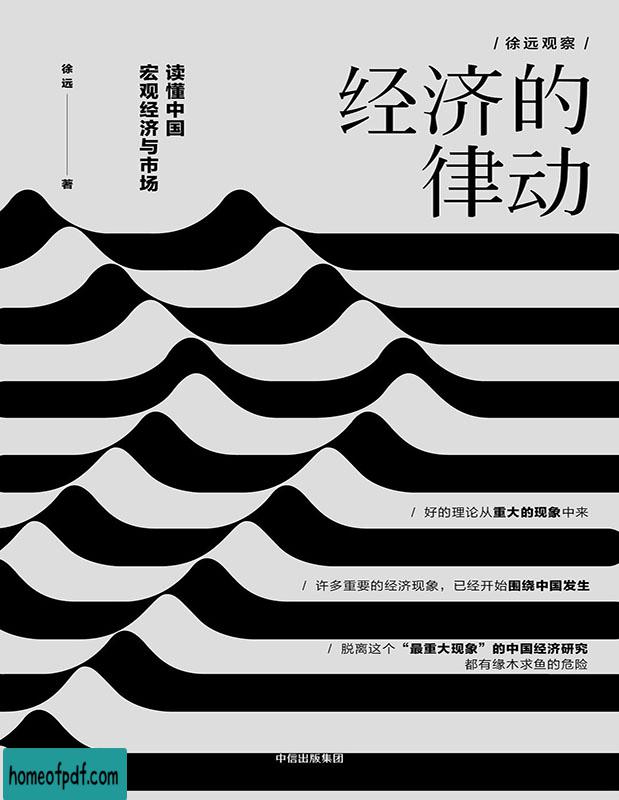 / 徐远观察 /
经济的
律动
读懂中国
宏观经济与市场
徐远
著
/ 好的理论从重大的现象中来
/ 许多重要的经济现象，已经开始围绕中国发生
/ 脱离这个“最重大现象”的中国经济研究
都有缘木求鱼的危险
中信出版集团
homeofpdf.com